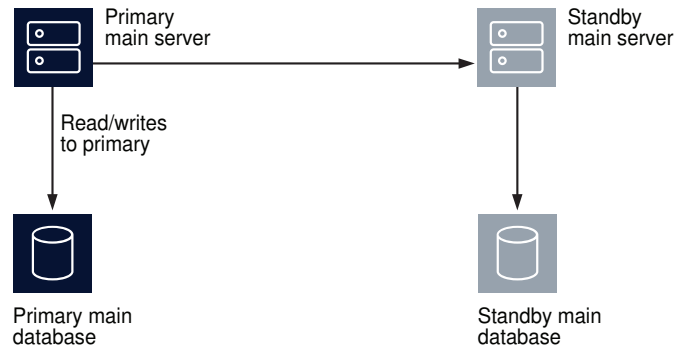 Primary
main server
Standby
main server
Read/writes
to primary
Primary main
database
Standby main
database